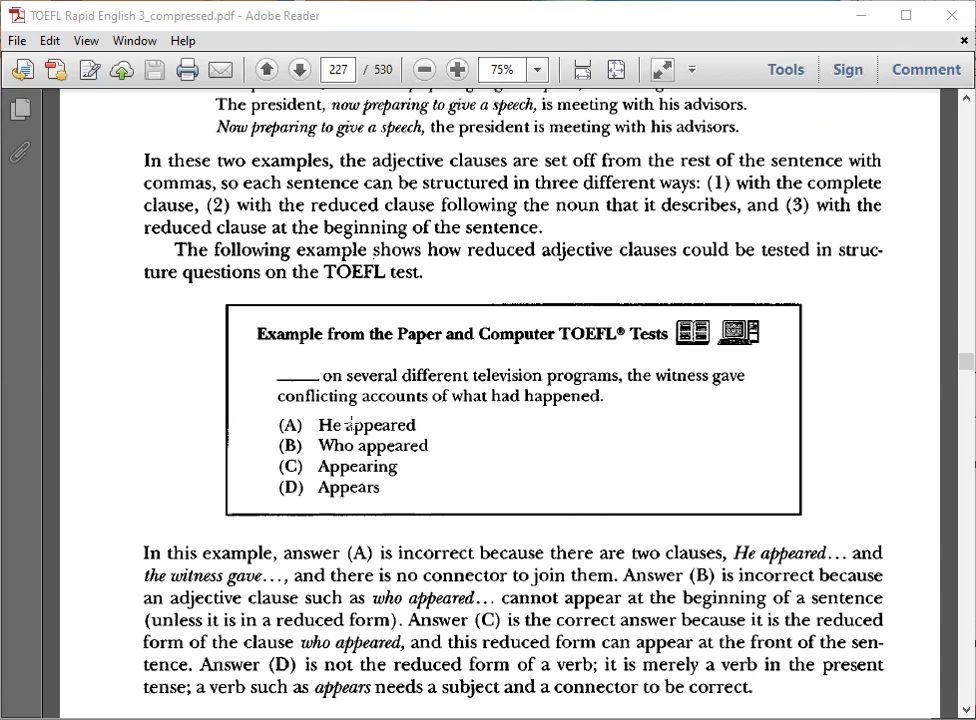 TOEFL Rapid English 3_compressed.pdf - Adobe Reader
File Edit View Window Help
227 / 530 75% Tools Sign Comment
The president, now preparing to give a speech, is meeting with his advisors.
Now preparing to give a speech, the president is meeting with his advisors.
In these two examples, the adjective clauses are set off from the rest of the sentence with
commas, so each sentence can be structured in three different ways: (1) with the complete
clause, (2) with the reduced clause following the noun that it describes, and (3) with the
reduced clause at the beginning of the sentence.
The following example shows how reduced adjective clauses could be tested in struc-
ture questions on the TOEFL test.
Example from the Paper and Computer TOEFL® Tests
_____ on several different television programs, the witness gave
conflicting accounts of what had happened.
(A) He appeared
(B) Who appeared
(C) Appearing
(D) Appears
In this example, answer (A) is incorrect because there are two clauses, He appeared... and
the witness gave..., and there is no connector to join them. Answer (B) is incorrect because
an adjective clause such as who appeared... cannot appear at the beginning of a sentence
(unless it is in a reduced form). Answer (C) is the correct answer because it is the reduced
form of the clause who appeared, and this reduced form can appear at the front of the sen-
tence. Answer (D) is not the reduced form of a verb; it is merely a verb in the present
tense; a verb such as appears needs a subject and a connector to be correct.